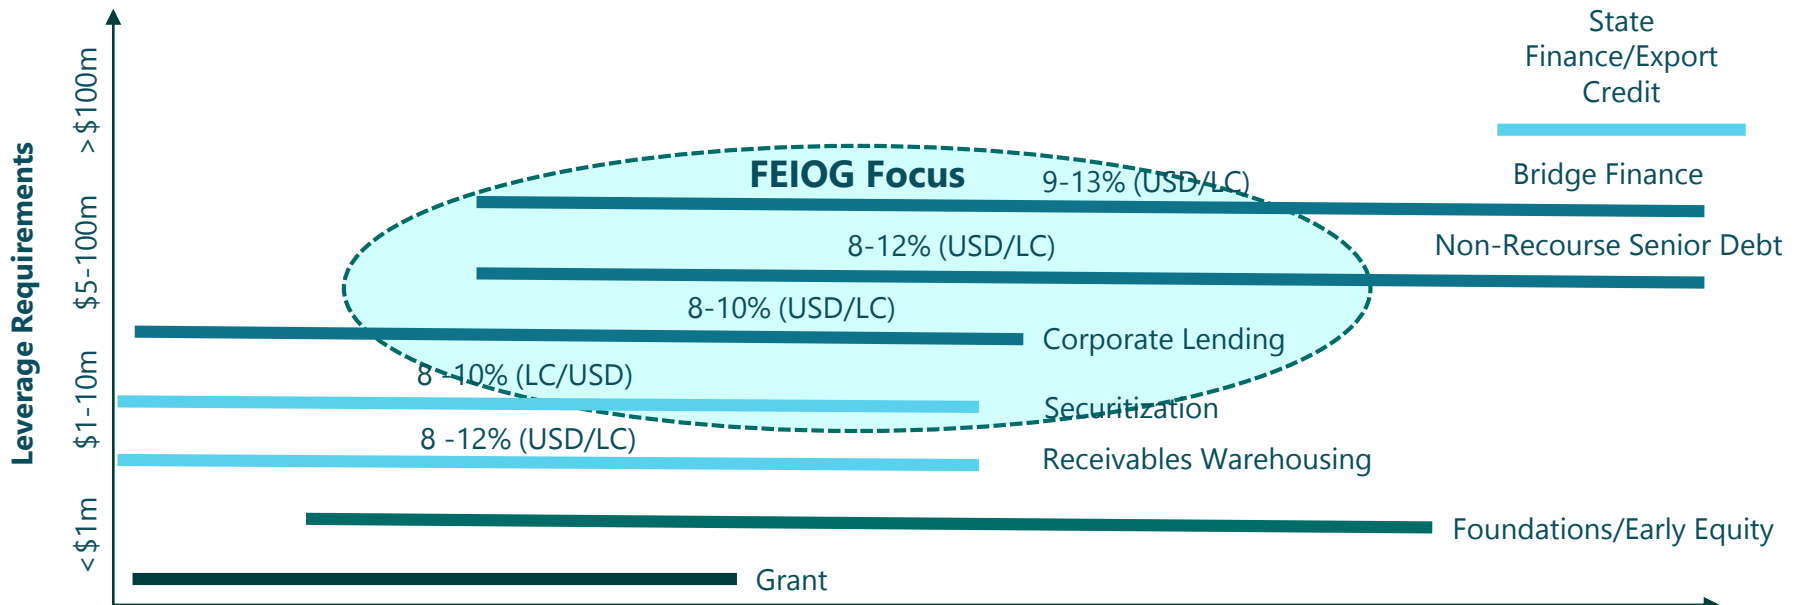 State
Finance/Export
Credit
>$100m
Leverage Requirements
FEIOG Focus
9-13% (USD/LC)
Bridge Finance
$5-100m
8-12% (USD/LC)
Non-Recourse Senior Debt
8-10% (USD/LC)
Corporate Lending
$1-10m
8 -10% (LC/USD)
Securitization
8 -12% (USD/LC)
Receivables Warehousing
<$1m
Foundations/Early Equity
Grant